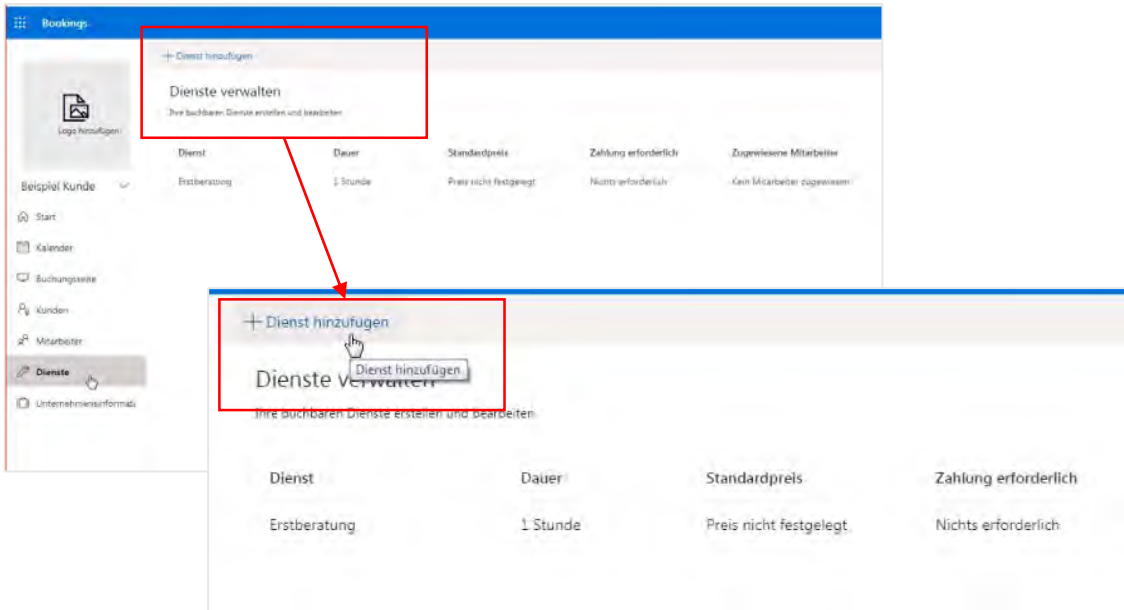 Bookings
+ Dienst hinzufügen
Dienste verwalten
Ihre buchbaren Dienste erstellen und bearbeiten
Logo hinzufügen
Dienst Dauer Standardpreis Zahlung erforderlich Zugewiesene Mitarbeiter
Erstberatung 1 Stunde Preis nicht festgelegt Nichts erforderlich Kein Mitarbeiter zugewiesen
Beispiel Kunde
Start
Kalender
Buchungsseite
Kunden
Mitarbeiter
Dienste
Unternehmensinformati
+ Dienst hinzufügen
Dienst hinzufügen
Dienste verwalten
Ihre buchbaren Dienste erstellen und bearbeiten
Dienst Dauer Standardpreis Zahlung erforderlich
Erstberatung 1 Stunde Preis nicht festgelegt Nichts erforderlich